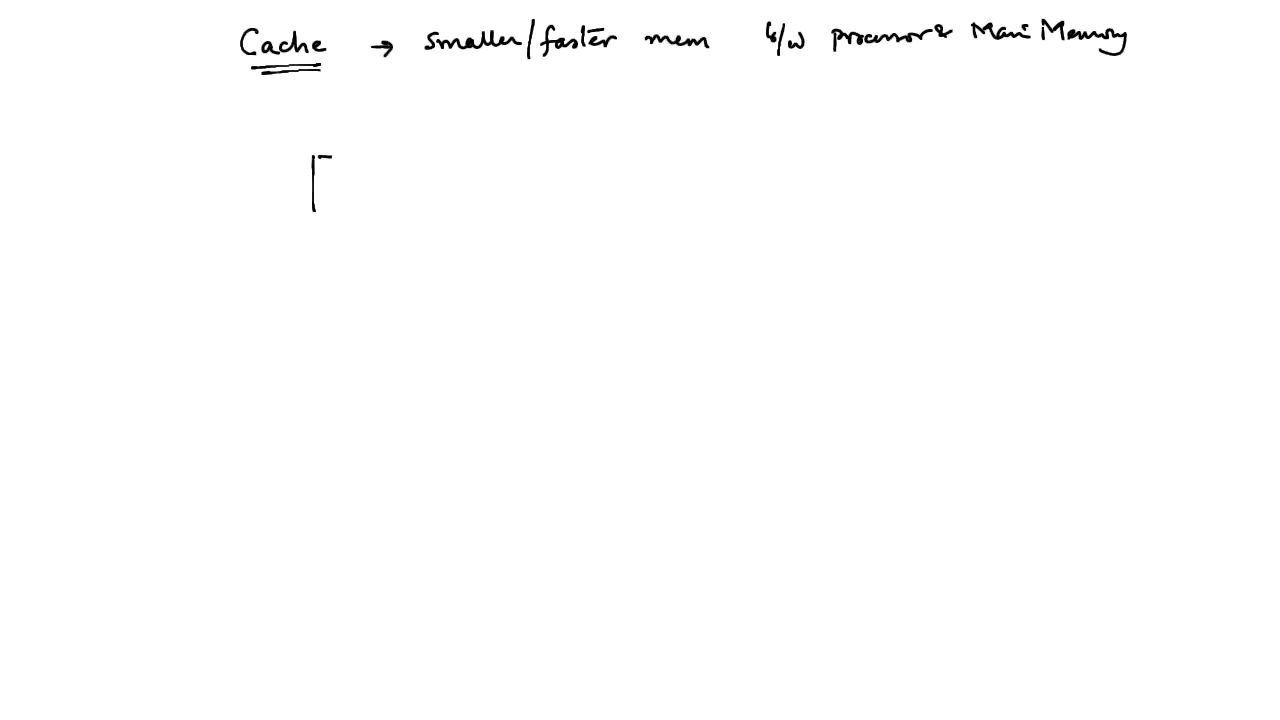 Cache → smaller/faster mem b/w processor & Main Memory